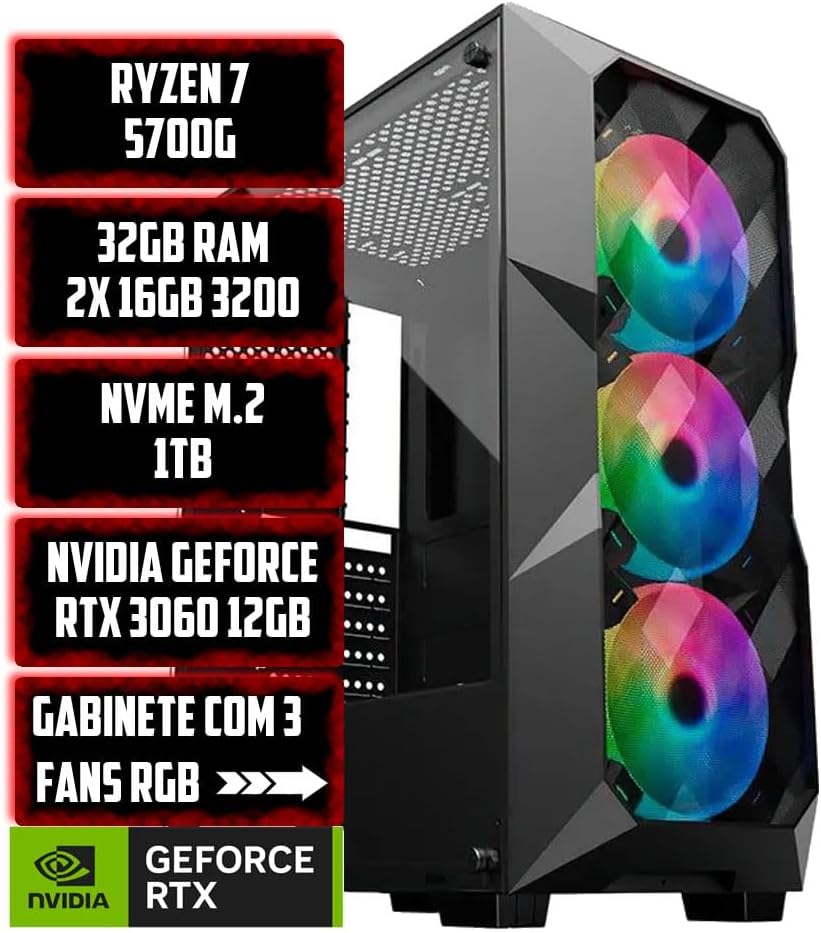 RYZEN 7
5700G
32GB RAM
2X 16GB 3200
NVME M.2
1TB
NVIDIA GEFORCE
RTX 3060 12GB
GABINETE COM 3
FANS RGB
NVIDIA
GEFORCE
RTX